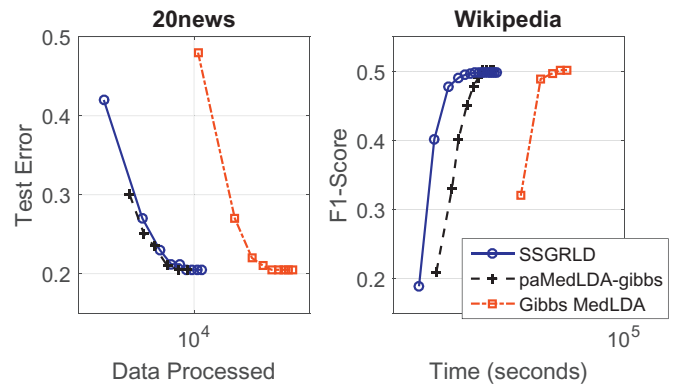 20news
Wikipedia
0.5
0.4
0.3
0.2
Test Error
10^4
Data Processed
0.5
0.4
0.3
0.2
F1-Score
SSGRLD
paMedLDA-gibbs
Gibbs MedLDA
10^5
Time (seconds)